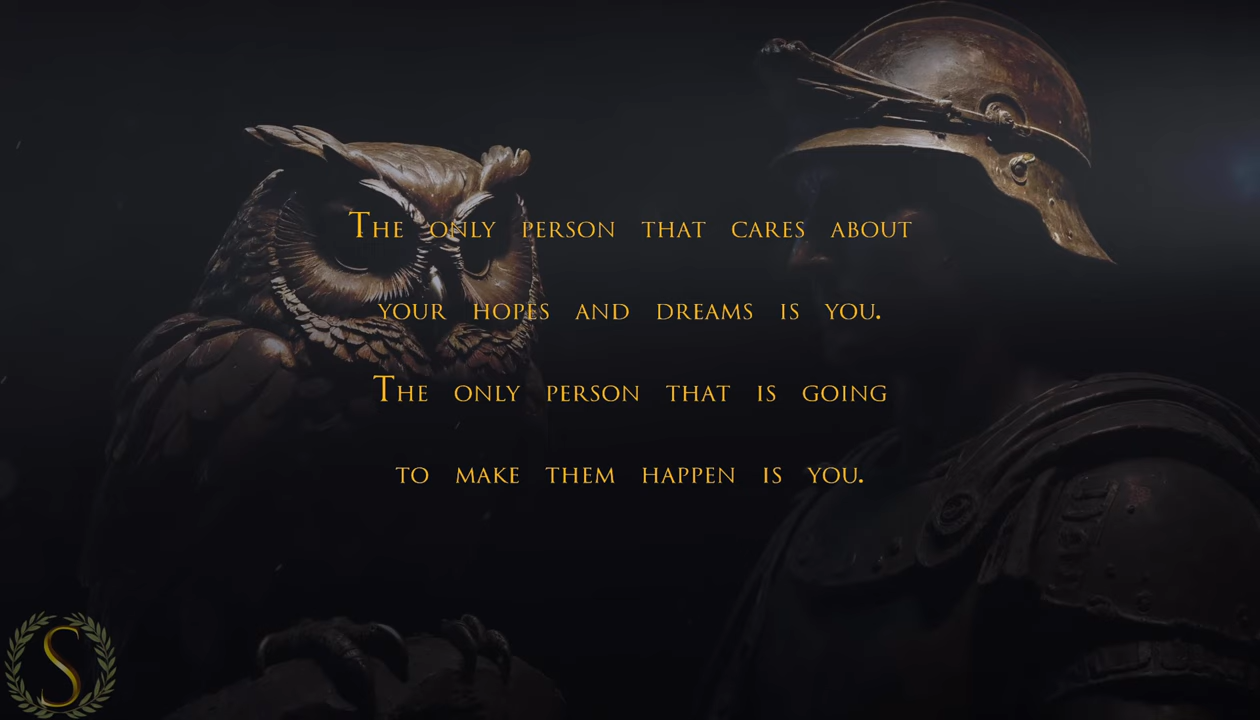 The only person that cares about
your hopes and dreams is you.
The only person that is going
to make them happen is you.
S